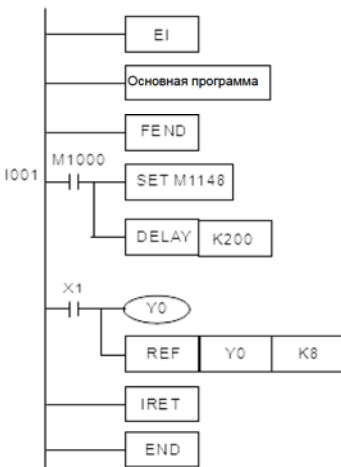 EI
Основная программа
FEND
I001
M1000
SET M1148
DELAY K200
X1
Y0
REF Y0 K8
IRET
END